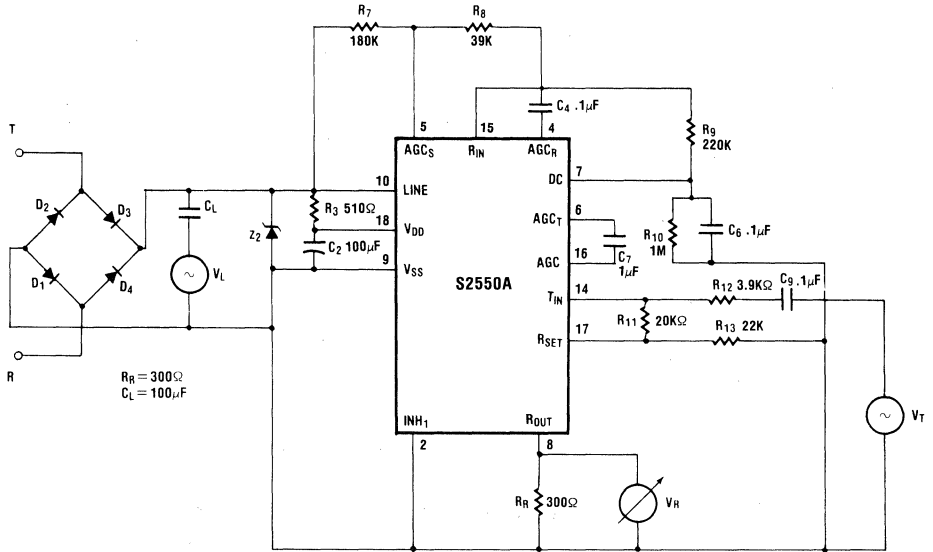 R7
180K
R8
39K
C4 .1μF
R9
220K
T
5
15
4
AGCS
RIN
AGCR
7
DC
10
LINE
D2
D3
CL
R3 510Ω
18
VDD
6
AGCT
R10
1M
C6 .1μF
Z2
C2 100μF
9
VSS
16
AGC
C7
1μF
D1
D4
VL
S2550A
14
TIN
R12 3.9KΩ
C9 .1μF
R11
20KΩ
17
RSET
R13 22K
R
RR = 300Ω
CL = 100μF
VT
INH1
ROUT
2
8
RR
300Ω
VR